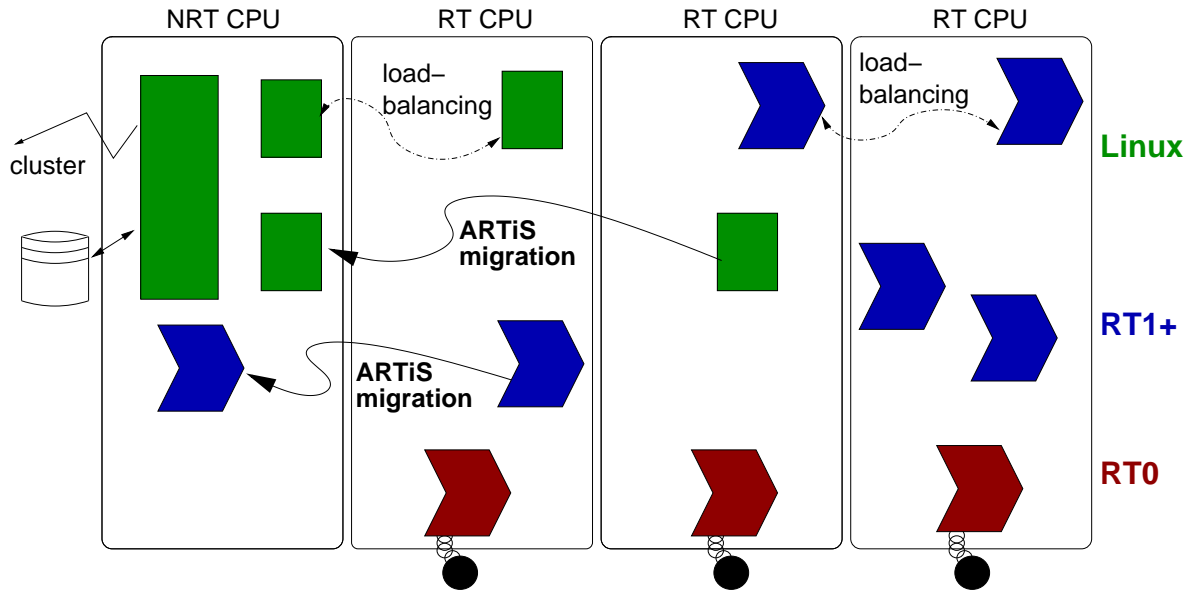 NRT CPU
RT CPU
RT CPU
RT CPU
load–
balancing
load–
balancing
Linux
cluster
ARTiS
migration
RT1+
ARTiS
migration
RT0